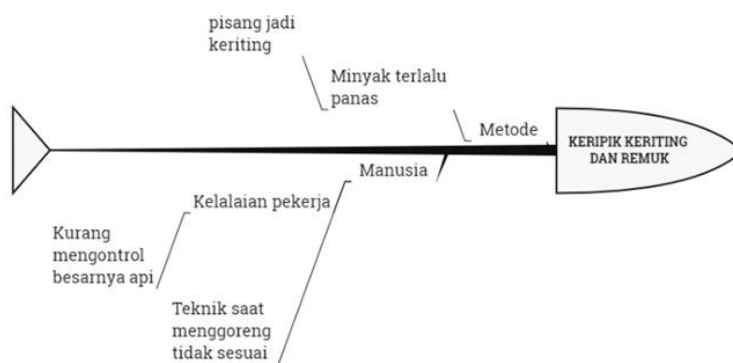 pisang jadi
keriting
Minyak terlalu
panas
Metode
KERIPIK KERITING
DAN REMUK
Manusia
Kelalaian pekerja
Kurang
mengontrol
besarnya api
Teknik saat
menggoreng
tidak sesuai